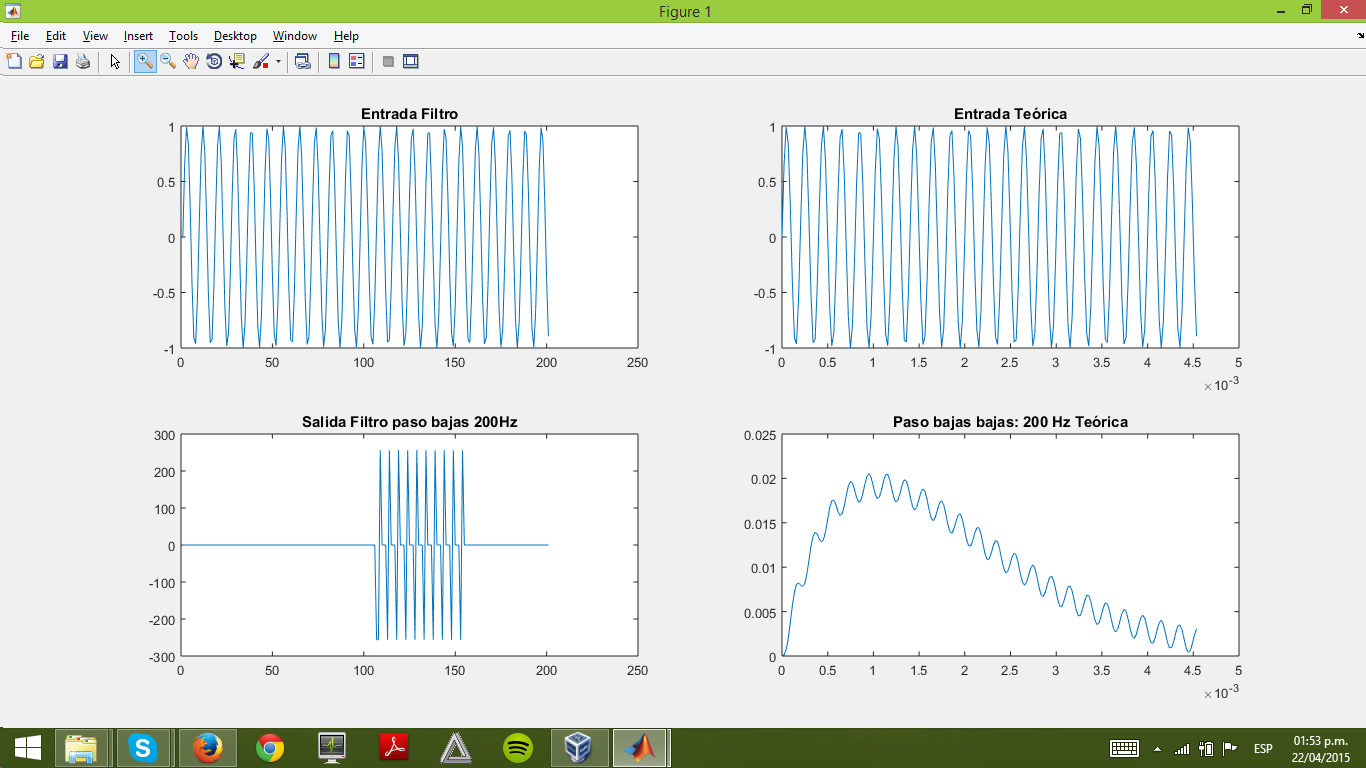 Figure 1
File Edit View Insert Tools Desktop Window Help
Entrada Filtro
1
0.5
0
-0.5
-1
0 50 100 150 200 250
Entrada Teórica
1
0.5
0
-0.5
-1
0 0.5 1 1.5 2 2.5 3 3.5 4 4.5 5
×10-3
Salida Filtro paso bajas 200Hz
300
200
100
0
-100
-200
-300
0 50 100 150 200 250
Paso bajas bajas: 200 Hz Teórica
0.025
0.02
0.015
0.01
0.005
0
0 0.5 1 1.5 2 2.5 3 3.5 4 4.5 5
×10-3
ESP
01:53 p.m.
22/04/2015